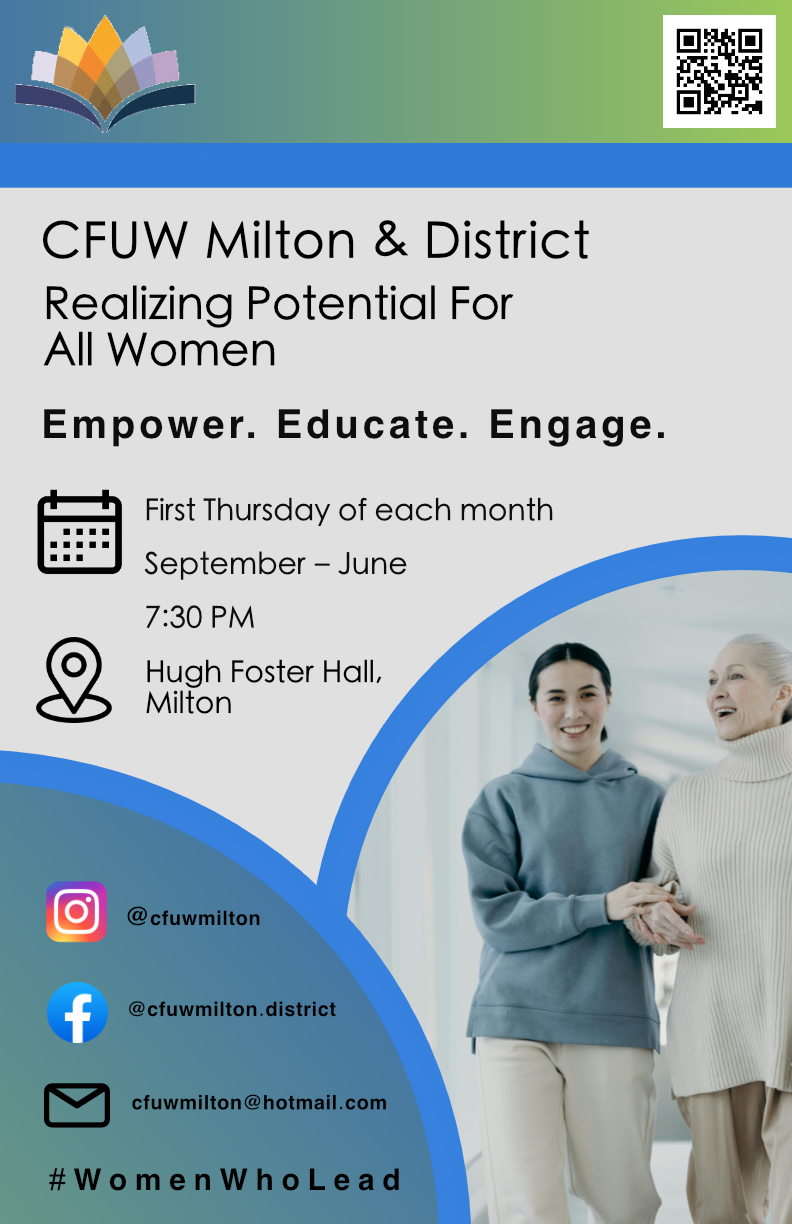 CFUW Milton & District
Realizing Potential For
All Women
Empower. Educate. Engage.
First Thursday of each month
September – June
7:30 PM
Hugh Foster Hall,
Milton
@cfuwmilton
@cfuwmilton.district
cfuwmilton@hotmail.com
#WomenWhoLead